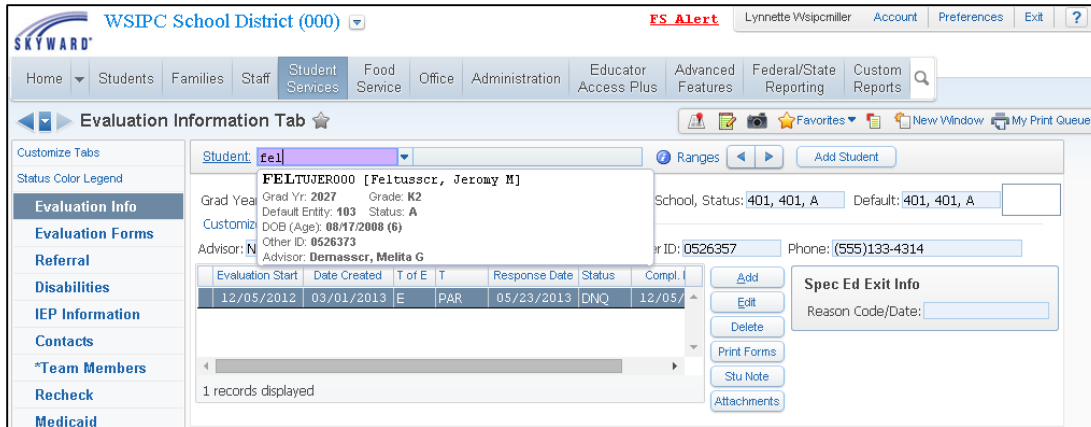 WSIPC School District (000)
FS Alert
Lynnette Wsipcmiller Account Preferences Exit ?
SKYWARD
Home Students Families Staff Student Services Food Service Office Administration Educator Access Plus Advanced Features Federal/State Reporting Custom Reports
Evaluation Information Tab
Favorites New Window My Print Queue
Customize Tabs
Status Color Legend
Evaluation Info
Evaluation Forms
Referral
Disabilities
IEP Information
Contacts
*Team Members
Recheck
Medicaid
Student: fel
Ranges Add Student
FELTUJER000 [Feltusscr, Jeromy M]
Grad Yr: 2027 Grade: K2
Default Entity: 103 Status: A
DOB (Age): 08/17/2008 (6)
Other ID: 0526373
Advisor: Demasscr, Melita G
Grad Yea
School, Status: 401, 401, A Default: 401, 401, A
Customiz
Advisor: N
er ID: 0526357 Phone: (555)133-4314
Evaluation Start Date Created T of E T Response Date Status Compl.
12/05/2012 03/01/2013 E PAR 05/23/2013 DNQ 12/05/
1 records displayed
Add
Edit
Delete
Print Forms
Stu Note
Attachments
Spec Ed Exit Info
Reason Code/Date: